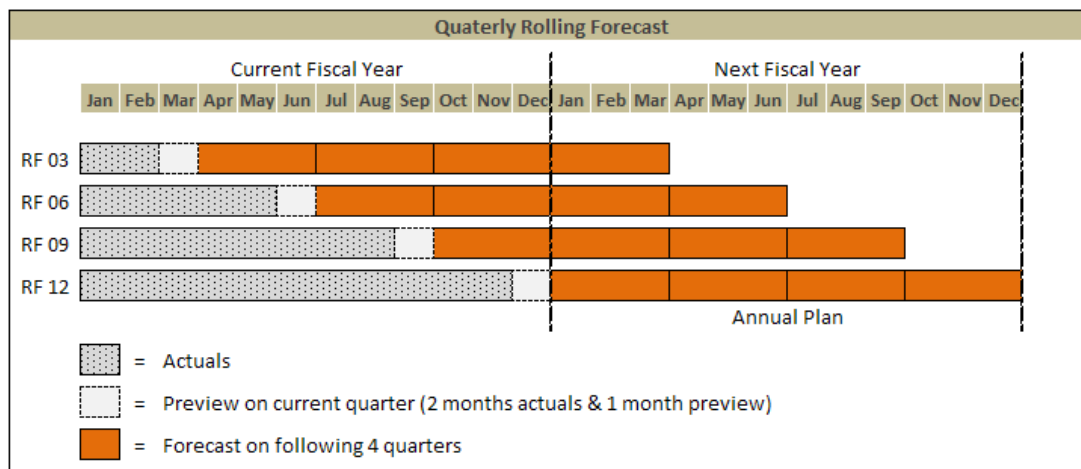 Quaterly Rolling Forecast
Current Fiscal Year Next Fiscal Year
Jan Feb Mar Apr May Jun Jul Aug Sep Oct Nov Dec Jan Feb Mar Apr May Jun Jul Aug Sep Oct Nov Dec
RF 03
RF 06
RF 09
RF 12
Annual Plan
= Actuals
= Preview on current quarter (2 months actuals & 1 month preview)
= Forecast on following 4 quarters